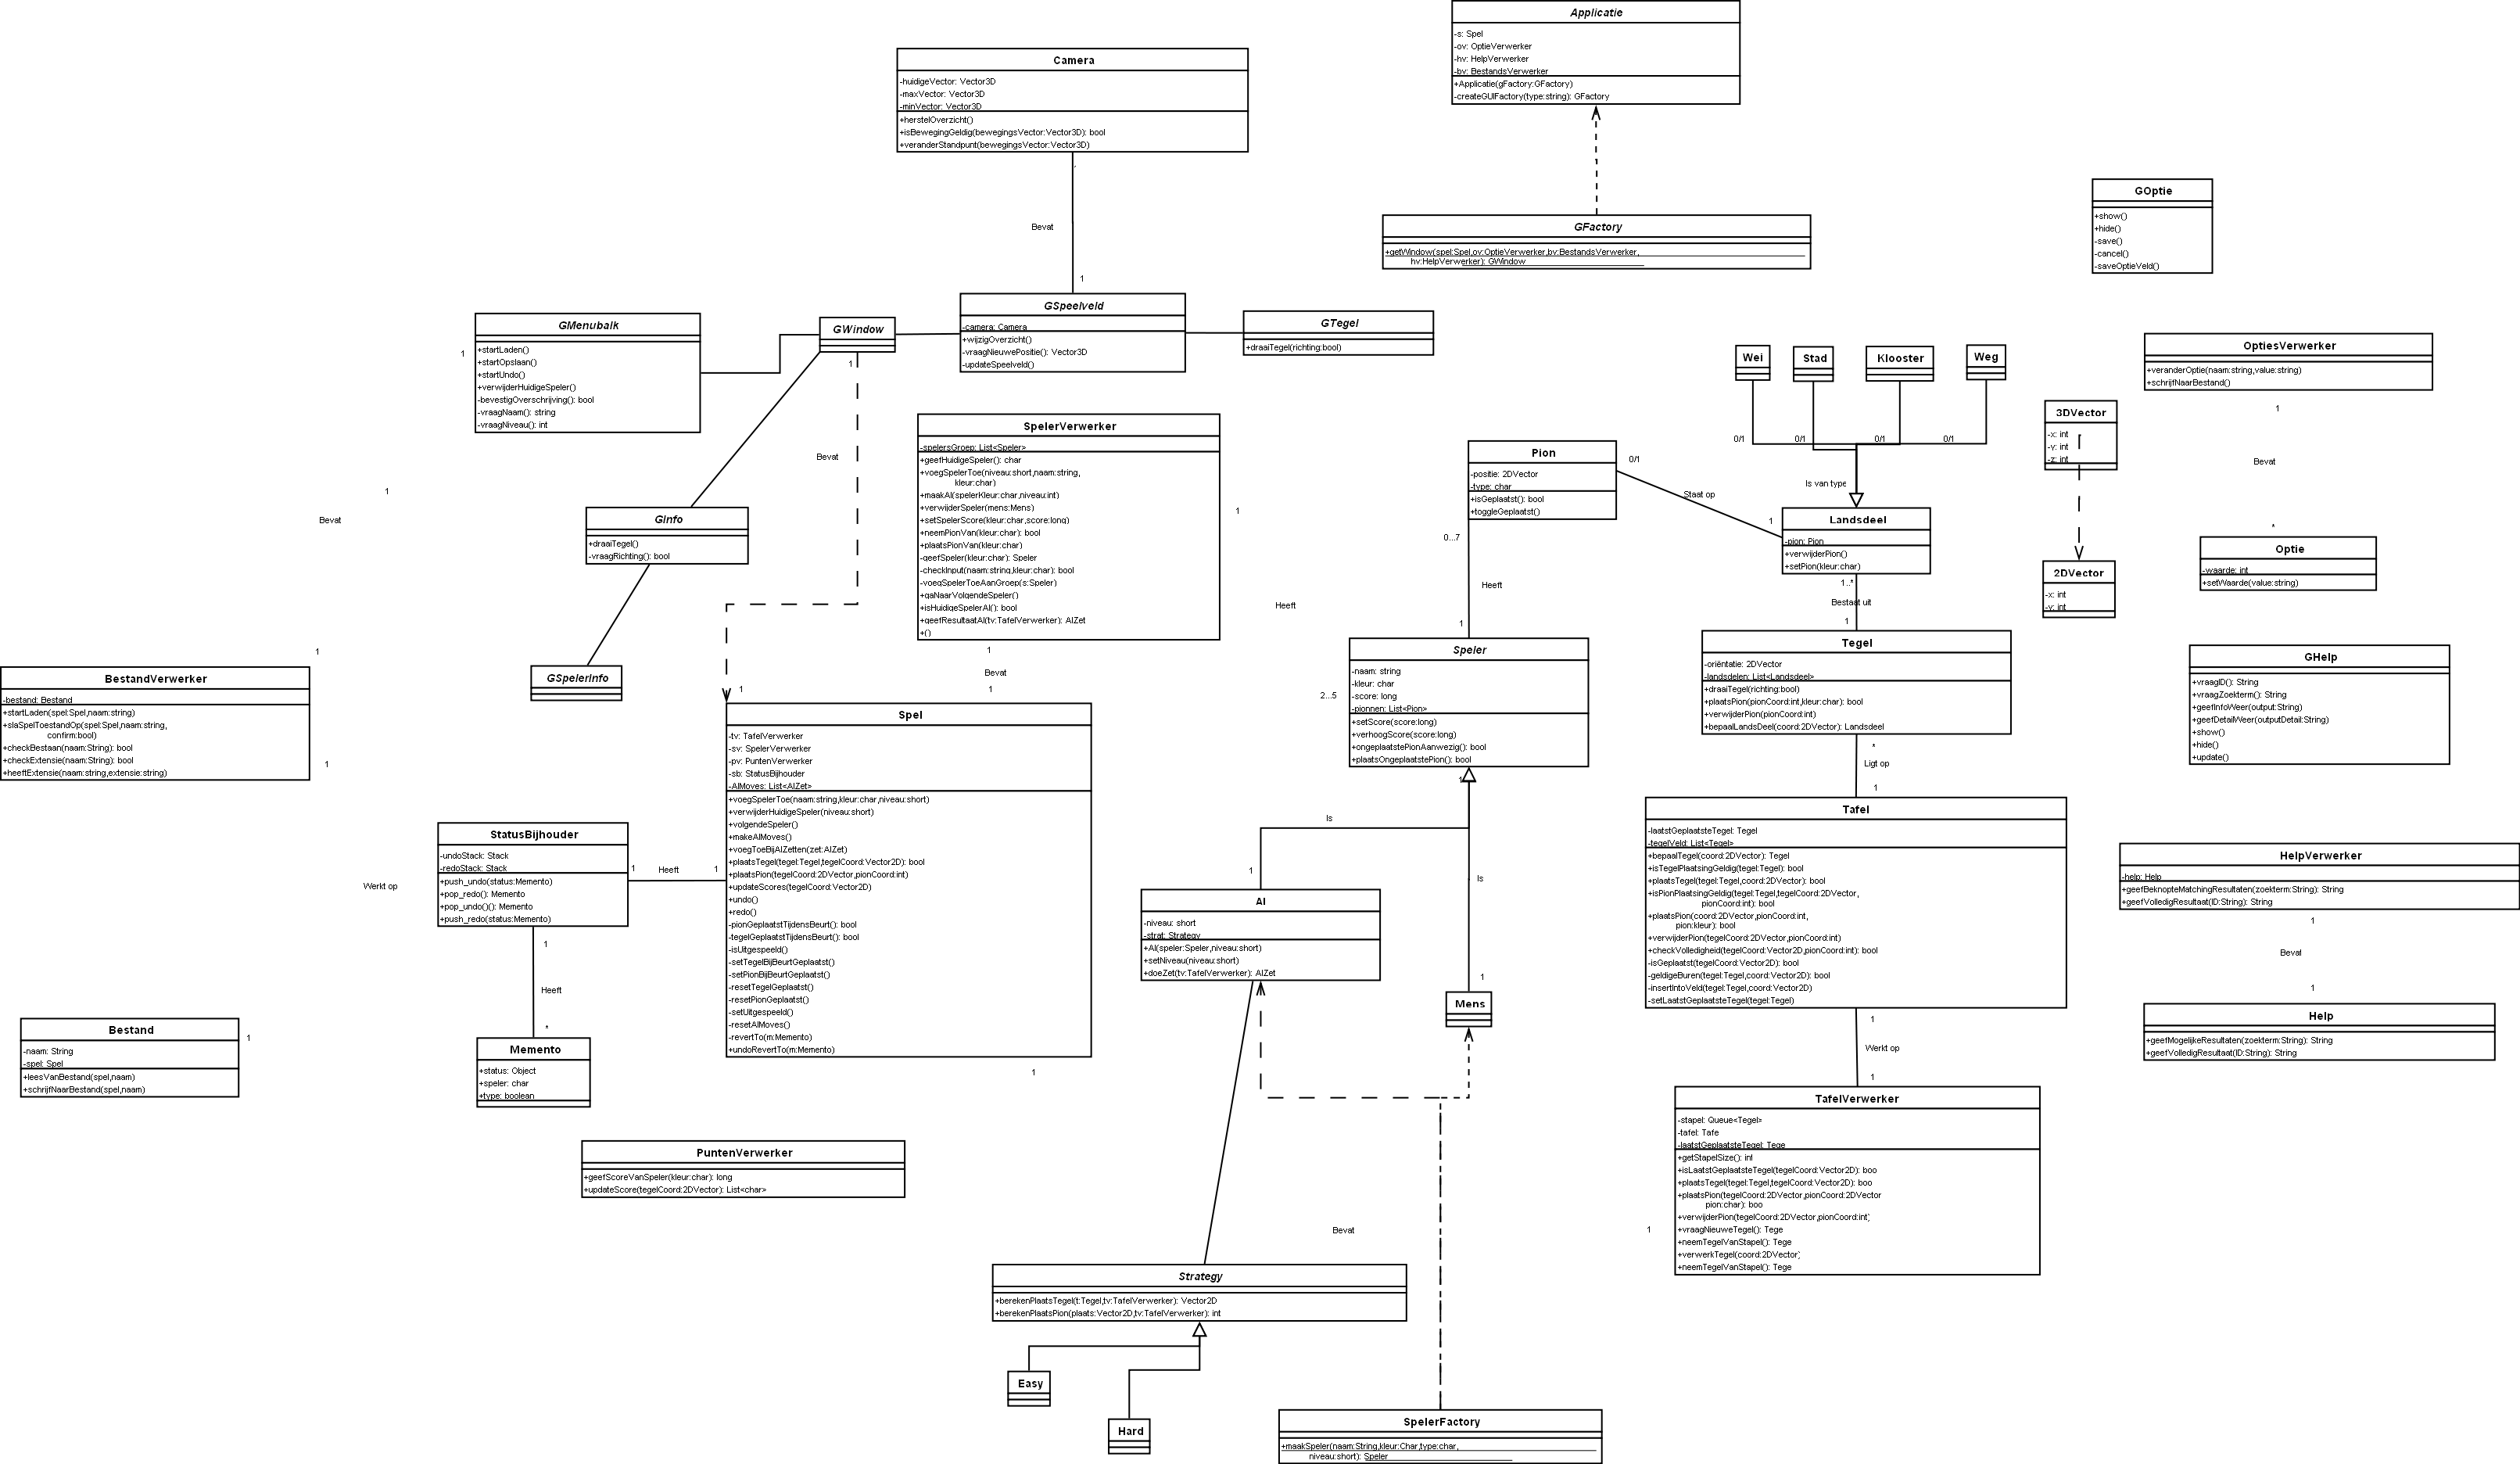 Applicatie
-s: Spel
-ov: OptieVerwerker
-hv: HelpVerwerker
-bv: BestandsVerwerker
+Applicatie(gFactory:GFactory)
-createGUIFactory(type:string): GFactory
Camera
-huidigeVector: Vector3D
-maxVector: Vector3D
-minVector: Vector3D
+herstelOverzicht()
+isBewegingGeldig(bewegingsVector:Vector3D): bool
+veranderStandpunt(bewegingsVector:Vector3D)
Bevat
1
GOptie
+show()
+hide()
-save()
-cancel()
-saveOptieVeld()
GFactory
+getWindow(spel:Spel,ov:OptieVerwerker,bv:BestandsVerwerker,
hv:HelpVerwerker): GWindow
GMenubalk
+startLaden()
+startOpslaan()
+startUndo()
+verwijderHuidigeSpeler()
-bevestigOverschrijving(): bool
-vraagNaam(): string
-vraagNiveau(): int
1
GWindow
1
GSpeelveld
-camera: Camera
+wijzigOverzicht()
-vraagNieuwePositie(): Vector3D
-updateSpeelveld()
GTegel
+draaiTegel(richting:bool)
Wei
Stad
Klooster
Weg
0/1
0/1
0/1
0/1
Is van type
OptiesVerwerker
+veranderOptie(naam:string,value:string)
+schrijfNaarBestand()
1
Bevat
*
3DVector
-x: int
-y: int
-z: int
2DVector
-x: int
-y: int
Optie
-waarde: int
+setWaarde(value:string)
SpelerVerwerker
-spelersGroep: List<Speler>
+geefHuidigeSpeler(): char
+voegSpelerToe(niveau:short,naam:string,
kleur:char)
+maakAI(spelerKleur:char,niveau:int)
+verwijderSpeler(mens:Mens)
+setSpelerScore(kleur:char,score:long)
+neemPionVan(kleur:char): bool
+plaatsPionVan(kleur:char)
-geefSpeler(kleur:char): Speler
-checkInput(naam:string,kleur:char): bool
-voegSpelerToeAanGroep(s:Speler)
+gaNaarVolgendeSpeler()
+isHuidigeSpelerAI(): bool
+geefResultaatAI(tv:TafelVerwerker): AIZet
+()
1
Heeft
2...5
Bevat
1
Bevat
1
1
1
Pion
-positie: 2DVector
-type: char
+isGeplaatst(): bool
+toggleGeplaatst()
0/1
Staat op
1
0...7
Heeft
1
Landsdeel
-pion: Pion
+verwijderPion()
+setPion(kleur:char)
1..*
Bestaat uit
1
GInfo
+draaiTegel()
-vraagRichting(): bool
GSpelerInfo
1
Bevat
1
1
BestandVerwerker
-bestand: Bestand
+startLaden(spel:Spel,naam:string)
+slaSpelToestandOp(spel:Spel,naam:string,
confirm:bool)
+checkBestaan(naam:String): bool
+checkExtensie(naam:String): bool
+heeftExtensie(naam:string,extensie:string)
Speler
-naam: string
-kleur: char
-score: long
-pionnen: List<Pion>
+setScore(score:long)
+verhoogScore(score:long)
+ongeplaatstePionAanwezig(): bool
+plaatsOngeplaatstePion(): bool
1
Is
1
Is
1
Tegel
-oriëntatie: 2DVector
-landsdelen: List<Landsdeel>
+draaiTegel(richting:bool)
+plaatsPion(pionCoord:int,kleur:char): bool
+verwijderPion(pionCoord:int)
+bepaalLandsDeel(coord:2DVector): Landsdeel
*
Ligt op
1
GHelp
+vraagID(): String
+vraagZoekterm(): String
+geefInfoWeer(output:String)
+geefDetailWeer(outputDetail:String)
+show()
+hide()
+update()
Spel
-tv: TafelVerwerker
-sv: SpelerVerwerker
-pv: PuntenVerwerker
-sb: StatusBijhouder
-AIMoves: List<AIZet>
+voegSpelerToe(naam:string,kleur:char,niveau:short)
+verwijderHuidigeSpeler(niveau:short)
+volgendeSpeler()
+makeAIMoves()
+voegToeBijAIZetten(zet:AIZet)
+plaatsTegel(tegel:Tegel,tegelCoord:Vector2D): bool
+plaatsPion(tegelCoord:2DVector,pionCoord:int)
+updateScores(tegelCoord:Vector2D)
+undo()
+redo()
-pionGeplaatstTijdensBeurt(): bool
-tegelGeplaatstTijdensBeurt(): bool
-isUitgespeeld()
-setTegelBijBeurtGeplaatst()
-setPionBijBeurtGeplaatst()
-resetTegelGeplaatst()
-resetPionGeplaatst()
-setUitgespeeld()
-resetAIMoves()
-revertTo(m:Memento)
+undoRevertTo(m:Memento)
1
StatusBijhouder
-undoStack: Stack
-redoStack: Stack
+push_undo(status:Memento)
+pop_redo(): Memento
+pop_undo()(): Memento
+push_redo(status:Memento)
1
Heeft
1
1
Heeft
*
1
Werkt op
1
Tafel
-laatstGeplaatsteTegel: Tegel
-tegelVeld: List<Tegel>
+bepaalTegel(coord:2DVector): Tegel
+isTegelPlaatsingGeldig(tegel:Tegel): bool
+plaatsTegel(tegel:Tegel,coord:2DVector): bool
+isPionPlaatsingGeldig(tegel:Tegel,tegelCoord:2DVector,
pionCoord:int): bool
+plaatsPion(coord:2DVector,pionCoord:int,
pion:kleur): bool
+verwijderPion(tegelCoord:2DVector,pionCoord:int)
+checkVolledigheid(tegelCoord:Vector2D,pionCoord:int): bool
-isGeplaatst(tegelCoord:Vector2D): bool
-geldigeBuren(tegel:Tegel,coord:Vector2D): bool
-insertIntoVeld(tegel:Tegel,coord:Vector2D)
-setLaatstGeplaatsteTegel(tegel:Tegel)
1
Werkt op
1
HelpVerwerker
-help: Help
+geefBeknopteMatchingResultaten(zoekterm:String): String
+geefVolledigResultaat(ID:String): String
1
Bevat
1
Help
+geefMogelijkeResultaten(zoekterm:String): String
+geefVolledigResultaat(ID:String): String
AI
-niveau: short
-strat: Strategy
+AI(speler:Speler,niveau:short)
+setNiveau(niveau:short)
+doeZet(tv:TafelVerwerker): AIZet
Mens
Bestand
-naam: String
-spel: Spel
+leesVanBestand(spel,naam)
+schrijfNaarBestand(spel,naam)
Memento
+status: Object
+speler: char
+type: boolean
TafelVerwerker
-stapel: Queue<Tegel>
-tafel: Tafe
-laatstGeplaatsteTegel: Tege
+getStapelSize(): int
+isLaatstGeplaatsteTegel(tegelCoord:Vector2D): boo
+plaatsTegel(tegel:Tegel,tegelCoord:Vector2D): boo
+plaatsPion(tegelCoord:2DVector,pionCoord:2DVector
pion:char): boo
+verwijderPion(tegelCoord:2DVector,pionCoord:int)
+vraagNieuweTegel(): Tege
+neemTegelVanStapel(): Tege
+verwerkTegel(coord:2DVector)
+neemTegelVanStapel(): Tege
PuntenVerwerker
+geefScoreVanSpeler(kleur:char): long
+updateScore(tegelCoord:2DVector): List<char>
Bevat
1
Strategy
+berekenPlaatsTegel(t:Tegel,tv:TafelVerwerker): Vector2D
+berekenPlaatsPion(plaats:Vector2D,tv:TafelVerwerker): int
Easy
Hard
SpelerFactory
+maakSpeler(naam:String,kleur:Char,type:char,
niveau:short): Speler